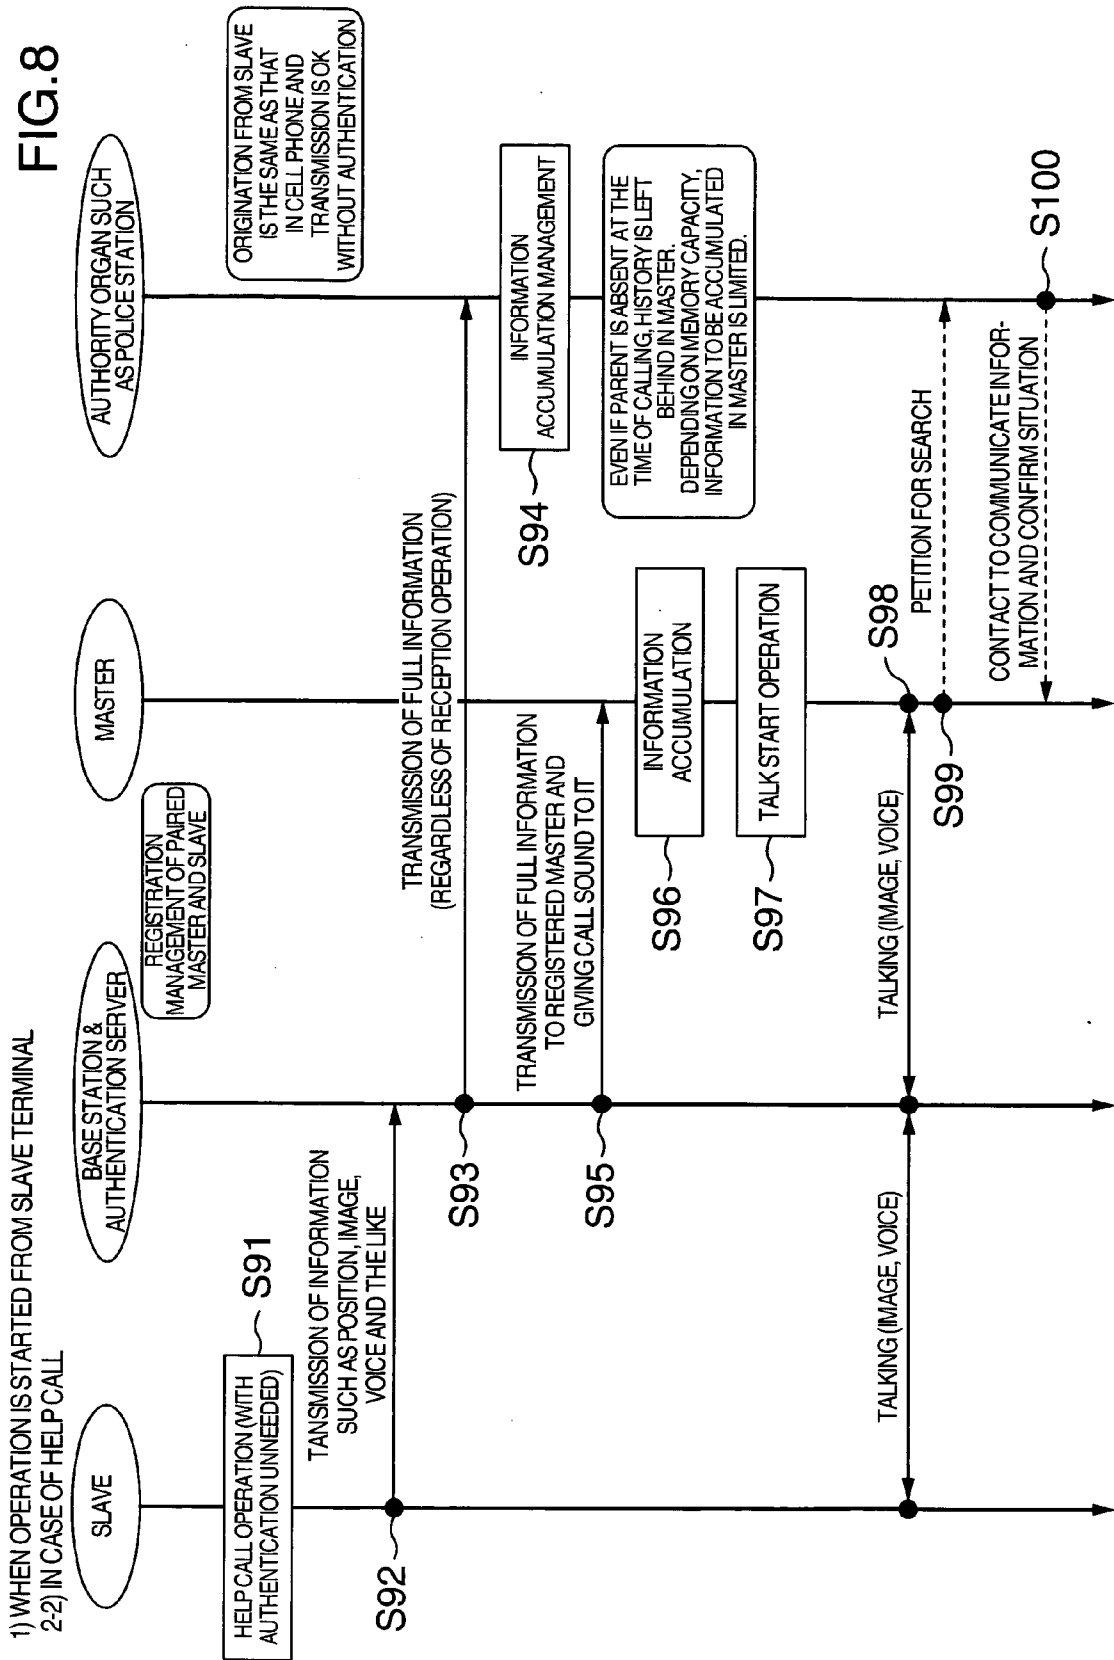 FIG.8
1) WHEN OPERATION IS STARTED FROM SLAVE TERMINAL
2-2) IN CASE OF HELP CALL
SLAVE
BASE STATION &
AUTHENTICATION SERVER
REGISTRATION
MANAGEMENT OF PAIRED
MASTER AND SLAVE
MASTER
AUTHORITY ORGAN SUCH
AS POLICE STATION
ORIGINATION FROM SLAVE
IS THE SAME AS THAT
IN CELL PHONE AND
TRANSMISSION IS OK
WITHOUT AUTHENTICATION
HELP CALL OPERATION (WITH
AUTHENTICATION UNNEEDED)
S91
TANSMISSION OF INFORMATION
SUCH AS POSITION, IMAGE,
VOICE AND THE LIKE
S92
TRANSMISSION OF FULL INFORMATION
(REGARDLESS OF RECEPTION OPERATION)
S93
INFORMATION
ACCUMULATION MANAGEMENT
S94
TRANSMISSION OF FULL INFORMATION
TO REGISTERED MASTER AND
GIVING CALL SOUND TO IT
S95
EVEN IF PARENT IS ABSENT AT THE
TIME OF CALLING, HISTORY IS LEFT
BEHIND IN MASTER.
DEPENDING ON MEMORY CAPACITY,
INFORMATION TO BE ACCUMULATED
IN MASTER IS LIMITED.
INFORMATION
ACCUMULATION
S96
TALK START OPERATION
S97
TALKING (IMAGE, VOICE)
TALKING (IMAGE, VOICE)
S98
PETITION FOR SEARCH
S99
CONTACT TO COMMUNICATE INFOR-
MATION AND CONFIRM SITUATION
S100